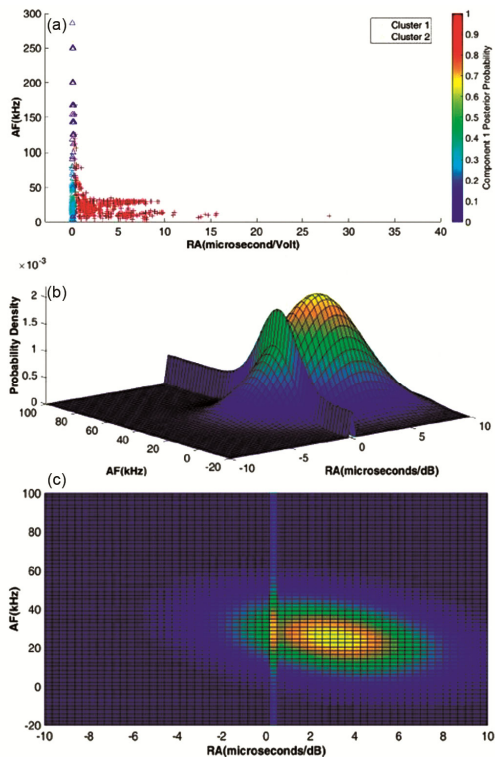 (a)
300
250
200
150
100
50
0
AF(kHz)
0 5 10 15 20 25 30 35 40
RA(microsecond/Volt)
Cluster 1
Cluster 2
1
0.9
0.8
0.7
0.6
0.5
0.4
0.3
0.2
0.1
0
Component 1 Posterior Probability
(b)
×10⁻³
2
1.5
1
0.5
0
Probability Density
100 80 60 40 20 0 -20
AF(kHz)
-10 -5 0 5 10
RA(microseconds/dB)
(c)
100
80
60
40
20
0
-20
AF(kHz)
-10 -8 -6 -4 -2 0 2 4 6 8 10
RA(microseconds/dB)